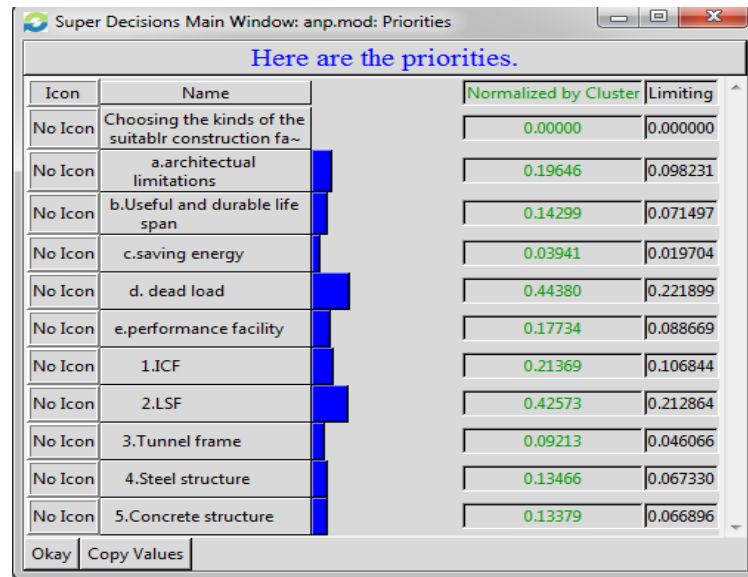 Super Decisions Main Window: anp.mod: Priorities
Here are the priorities.
Icon Name Normalized by Cluster Limiting
No Icon Choosing the kinds of the
suitablr construction fa~ 0.00000 0.000000
No Icon a.architectual
limitations 0.19646 0.098231
No Icon b.Useful and durable life
span 0.14299 0.071497
No Icon c.saving energy 0.03941 0.019704
No Icon d. dead load 0.44380 0.221899
No Icon e.performance facility 0.17734 0.088669
No Icon 1.ICF 0.21369 0.106844
No Icon 2.LSF 0.42573 0.212864
No Icon 3.Tunnel frame 0.09213 0.046066
No Icon 4.Steel structure 0.13466 0.067330
No Icon 5.Concrete structure 0.13379 0.066896
Okay Copy Values